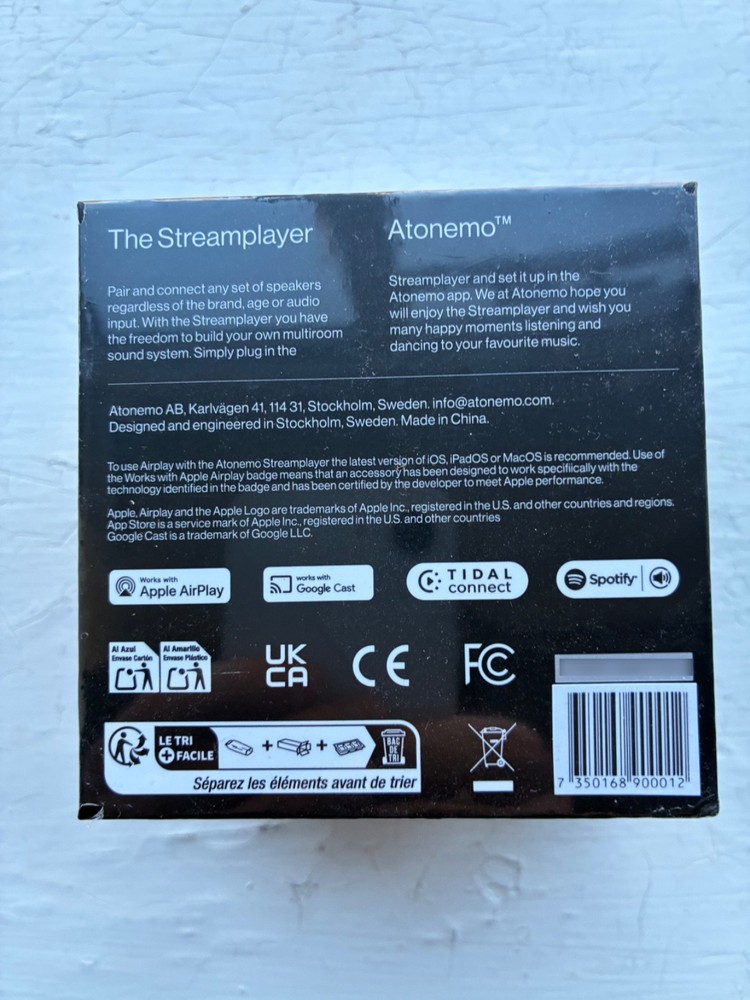 The Streamplayer
Pair and connect any set of speakers
regardless of the brand, age or audio
input. With the Streamplayer you have
the freedom to build your own multiroom
sound system. Simply plug in the
Atonemo™
Streamplayer and set it up in the
Atonemo app. We at Atonemo hope you
will enjoy the Streamplayer and wish you
many happy moments listening and
dancing to your favourite music.
Atonemo AB, Karlvägen 41, 114 31, Stockholm, Sweden. info@atonemo.com.
Designed and engineered in Stockholm, Sweden. Made in China.
To use Airplay with the Atonemo Streamplayer the latest version of iOS, iPadOS or MacOS is recommended. Use of
the Works with Apple Airplay badge means that an accessory has been designed to work specifiically with the
technology identified in the badge and has been certified by the developer to meet Apple performance.
Apple, Airplay and the Apple Logo are trademarks of Apple Inc., registered in the U.S. and other countries and regions.
App Store is a service mark of Apple Inc., registered in the U.S. and other countries
Google Cast is a trademark of Google LLC.
Works with
Apple AirPlay
works with
Google Cast
TIDAL
connect
Spotify
Al Azul
Envase Cartón
Al Amarillo
Envase Plástico
UK
CA
CE
FC
LE TRI
+ FACILE
+
+
BAC
DE
TRI
Séparez les éléments avant de trier
7 350168 900012